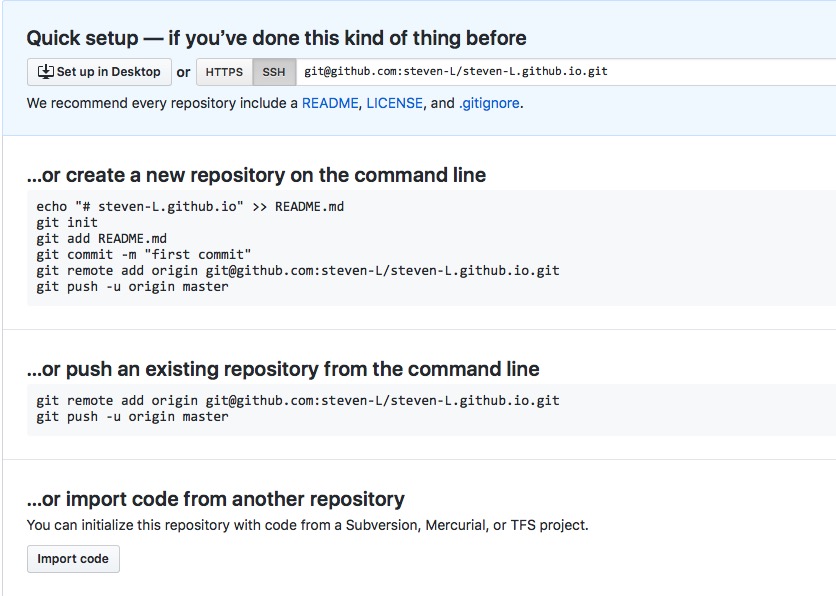 Quick setup — if you’ve done this kind of thing before
Set up in Desktop or HTTPS SSH git@github.com:steven-L/steven-L.github.io.git
We recommend every repository include a README, LICENSE, and .gitignore.
…or create a new repository on the command line
echo "# steven-L.github.io" >> README.md
git init
git add README.md
git commit -m "first commit"
git remote add origin git@github.com:steven-L/steven-L.github.io.git
git push -u origin master
…or push an existing repository from the command line
git remote add origin git@github.com:steven-L/steven-L.github.io.git
git push -u origin master
…or import code from another repository
You can initialize this repository with code from a Subversion, Mercurial, or TFS project.
Import code